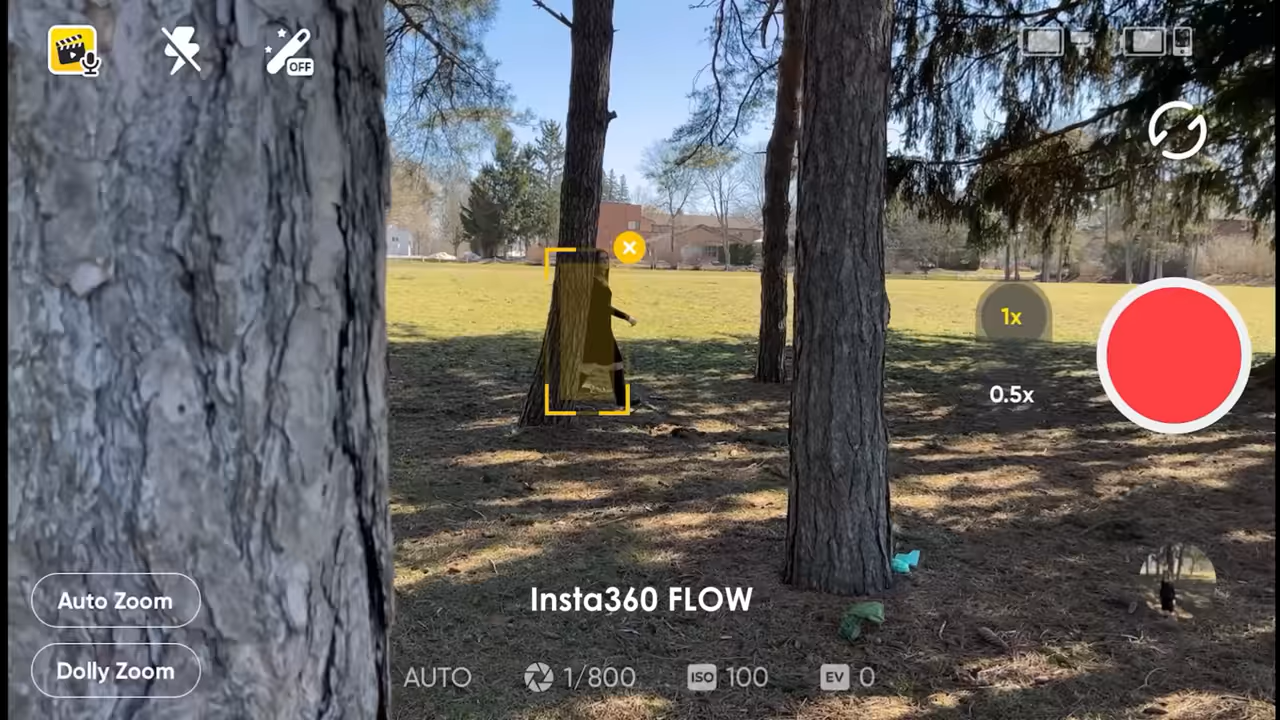 OFF
1x
0.5x
Auto Zoom
Insta360 FLOW
Dolly Zoom
AUTO
1/800
ISO 100
EV 0